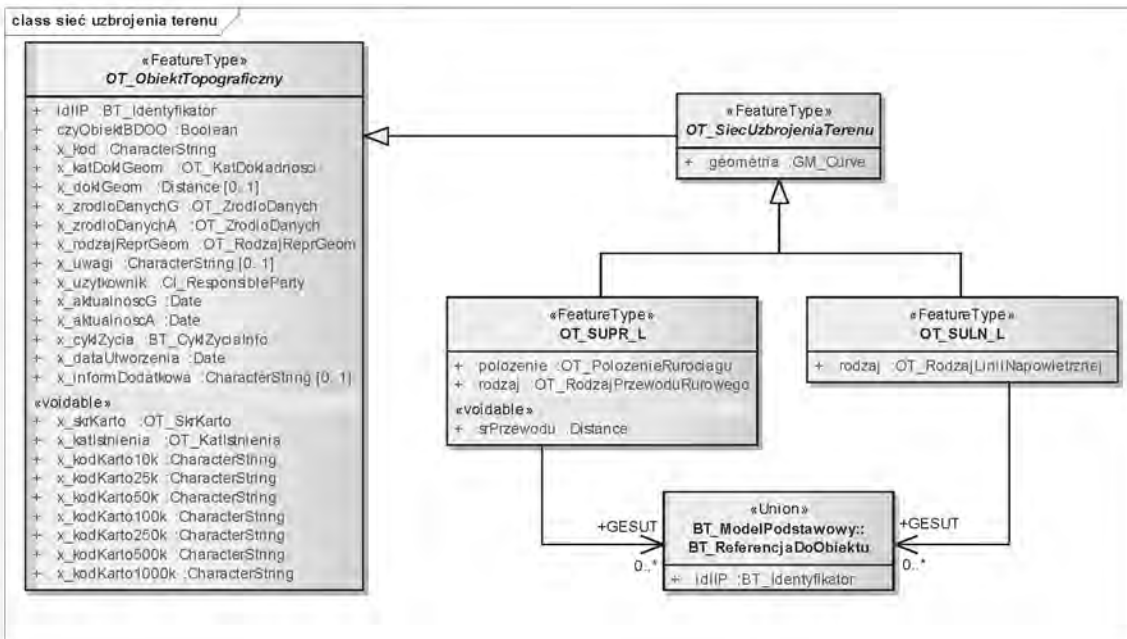 class sieć uzbrojenia terenu
«FeatureType»
OT_ObiektTopograficzny
+ idIIP :BT_Identyfikator
+ czyObiektBDOO :Boolean
+ x_kod :CharacterString
+ x_katDoklGeom :OT_KatDokladnosci
+ x_doklGeom :Distance [0..1]
+ x_zrodloDanychG :OT_ZrodloDanych
+ x_zrodloDanychA :OT_ZrodloDanych
+ x_rodzajReprGeom :OT_RodzajReprGeom
+ x_uwagi :CharacterString [0..1]
+ x_uzytkownik :CI_ResponsibleParty
+ x_aktualnoscG :Date
+ x_aktualnoscA :Date
+ x_cyklZycia :BT_CyklZyciaInfo
+ x_dataUtworzenia :Date
+ x_informDodatkowa :CharacterString [0..1]
«voidable»
+ x_skrKarto :OT_SkrKarto
+ x_katIstnienia :OT_KatIstnienia
+ x_kodKarto10k :CharacterString
+ x_kodKarto25k :CharacterString
+ x_kodKarto50k :CharacterString
+ x_kodKarto100k :CharacterString
+ x_kodKarto250k :CharacterString
+ x_kodKarto500k :CharacterString
+ x_kodKarto1000k :CharacterString
«FeatureType»
OT_SiecUzbrojeniaTerenu
+ geometria :GM_Curve
«FeatureType»
OT_SUPR_L
+ polozenie :OT_PolozenieRurociagu
+ rodzaj :OT_RodzajPrzewoduRurowego
«voidable»
+ srPrzewodu :Distance
«FeatureType»
OT_SULN_L
+ rodzaj :OT_RodzajLiniiNapowietrznej
+GESUT
0..*
«Union»
BT_ModelPodstawowy::
BT_ReferencjaDoObiektu
+ idIIP :BT_Identyfikator
+GESUT
0..*